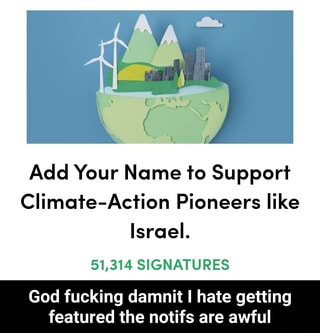 Add Your Name to Support
Climate-Action Pioneers like
Israel.
51,314 SIGNATURES
God fucking damnit I hate getting
featured the notifs are awful